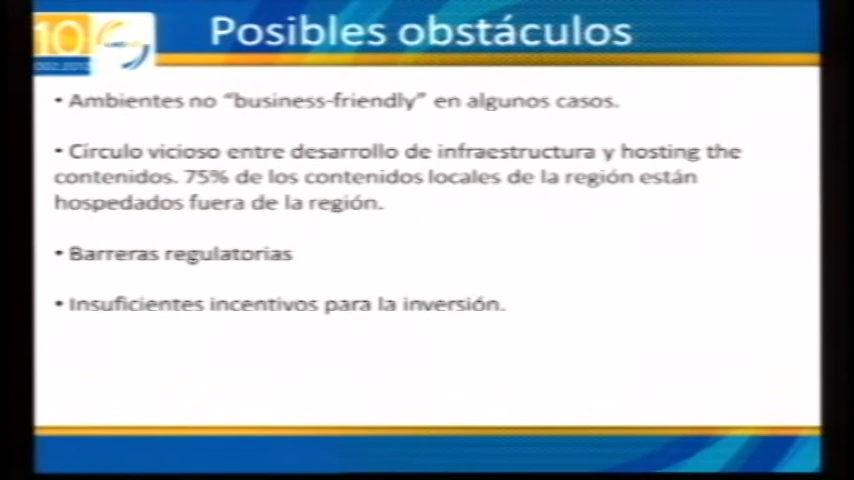 10
Posibles obstáculos
• Ambientes no “business-friendly” en algunos casos.
• Círculo vicioso entre desarrollo de infraestructura y hosting the
contenidos. 75% de los contenidos locales de la región están
hospedados fuera de la región.
• Barreras regulatorias
• Insuficientes incentivos para la inversión.